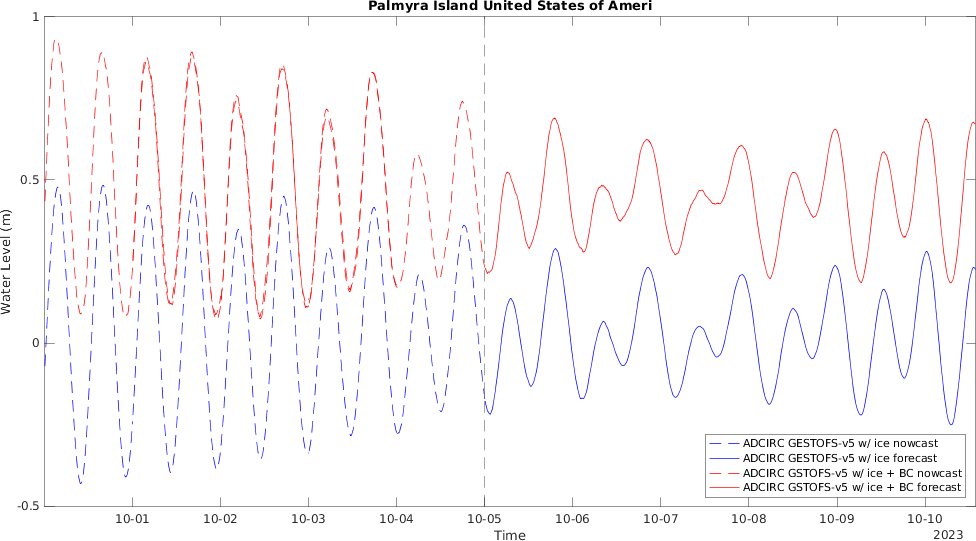 Palmyra Island United States of Ameri
1
0.5
0
-0.5
Water Level (m)
10-01 10-02 10-03 10-04 10-05 10-06 10-07 10-08 10-09 10-10
Time
2023
ADCIRC GESTOFS-v5 w/ ice nowcast
ADCIRC GESTOFS-v5 w/ ice forecast
ADCIRC GSTOFS-v5 w/ ice + BC nowcast
ADCIRC GSTOFS-v5 w/ ice + BC forecast